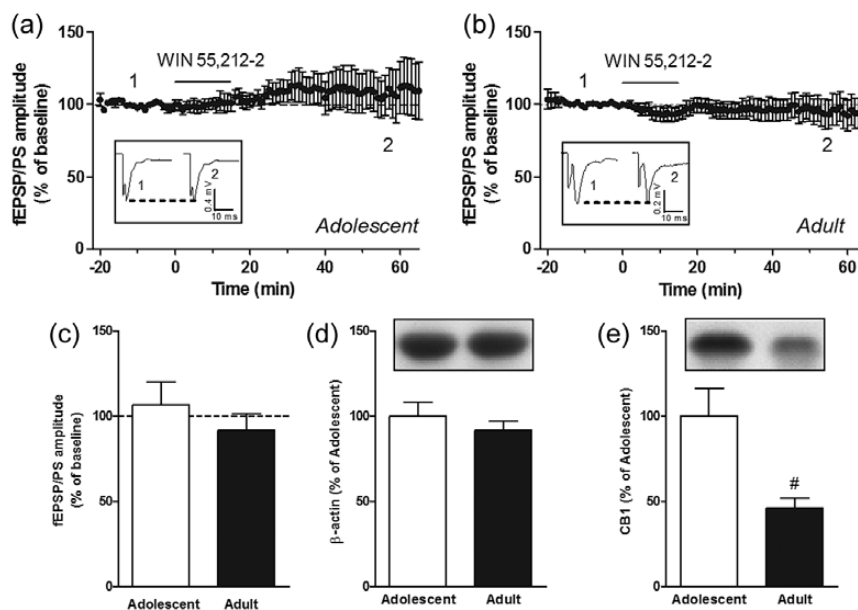 (a)
150
100
50
0
fEPSP/PS amplitude
(% of baseline)
1
WIN 55,212-2
2
1
2
0.4 mV
10 ms
Adolescent
-20 0 20 40 60
Time (min)
(b)
150
100
50
0
fEPSP/PS amplitude
(% of baseline)
1
WIN 55,212-2
2
1
2
0.2 mV
10 ms
Adult
-20 0 20 40 60
Time (min)
(c)
150
100
50
0
fEPSP/PS amplitude
(% of baseline)
Adolescent Adult
(d)
150
100
50
0
β-actin (% of Adolescent)
Adolescent Adult
(e)
150
100
50
0
CB1 (% of Adolescent)
#
Adolescent Adult